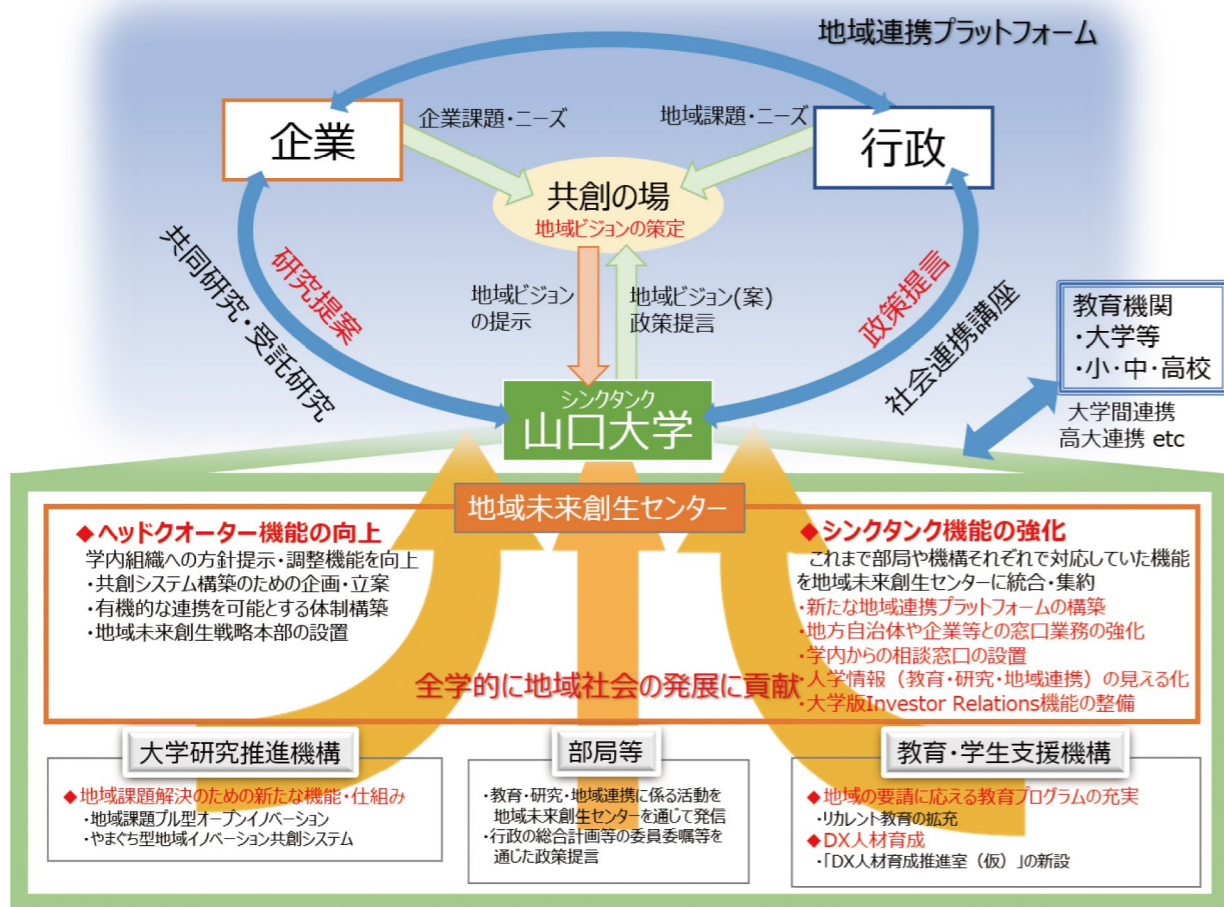 地域連携プラットフォーム
企業
企業課題・ニーズ
地域課題・ニーズ
行政
共創の場
地域ビジョンの策定
研究提案
共同研究・受託研究
地域ビジョン
の提示
地域ビジョン(案)
政策提言
政策提言
社会連携講座
教育機関
・大学等
・小・中・高校
大学間連携
高大連携 etc
シンクタンク
山口大学
地域未来創生センター
◆ヘッドクオーター機能の向上
学内組織への方針提示・調整機能を向上
・共創システム構築のための企画・立案
・有機的な連携を可能とする体制構築
・地域未来創生戦略本部の設置
◆シンクタンク機能の強化
これまで部局や機構それぞれで対応していた機能
を地域未来創生センターに統合・集約
・新たな地域連携プラットフォームの構築
・地方自治体や企業等との窓口業務の強化
・学内からの相談窓口の設置
・人学情報（教育・研究・地域連携）の見える化
・大学版Investor Relations機能の整備
全学的に地域社会の発展に貢献
大学研究推進機構
◆地域課題解決のための新たな機能・仕組み
・地域課題プル型オープンイノベーション
・やまぐち型地域イノベーション共創システム
部局等
・教育・研究・地域連携に係る活動を
地域未来創生センターを通じて発信
・行政の総合計画等の委員委嘱等を
通じた政策提言
教育・学生支援機構
◆地域の要請に応える教育プログラムの充実
・リカレント教育の拡充
◆DX人材育成
・「DX人材育成推進室（仮）」の新設